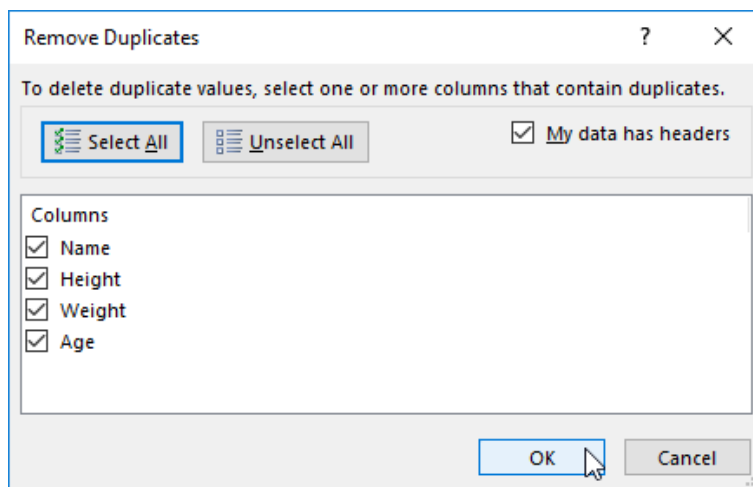 Remove Duplicates
?
To delete duplicate values, select one or more columns that contain duplicates.
Select All
Unselect All
My data has headers
Columns
Name
Height
Weight
Age
OK
Cancel